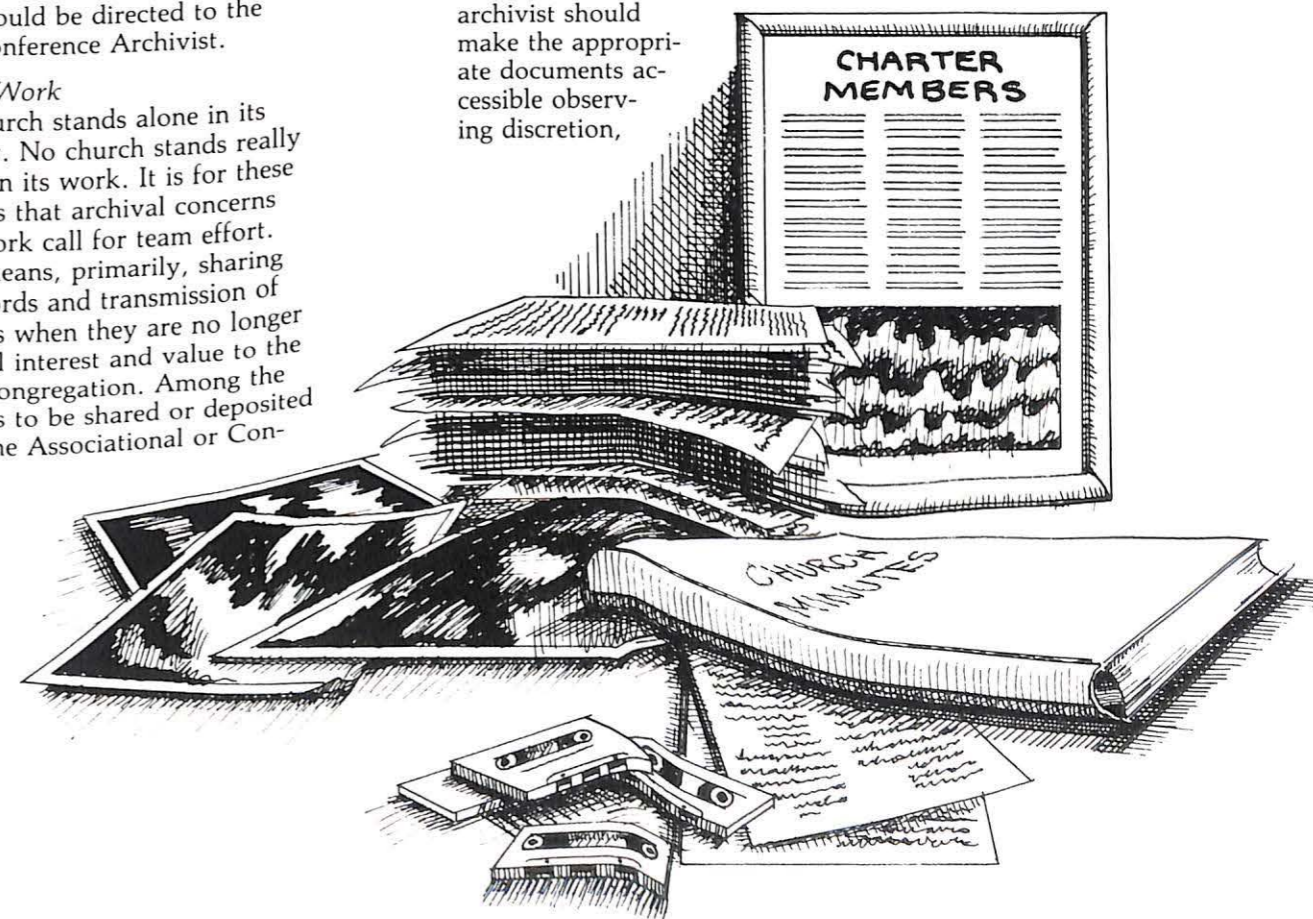 ould be directed to the
onference Archivist.
Work
urch stands alone in its
. No church stands really
n its work. It is for these
s that archival concerns
ork call for team effort.
eans, primarily, sharing
ords and transmission of
s when they are no longer
l interest and value to the
ongregation. Among the
s to be shared or deposited
he Associational or Con-
archivist should
make the appropri-
ate documents ac-
cessible observ-
ing discretion,
CHARTER
MEMBERS
CHURCH
MINUTES